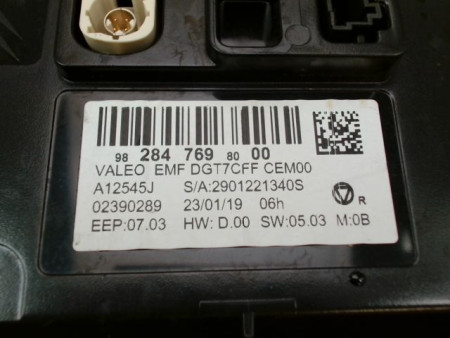 98 284 769 80 00
VALEO EMF DGT7CFF CEM00
A12545J S/A:2901221340S
02390289 23/01/19 06h
EEP:07.03 HW: D.00 SW:05.03 M:0B
R
R